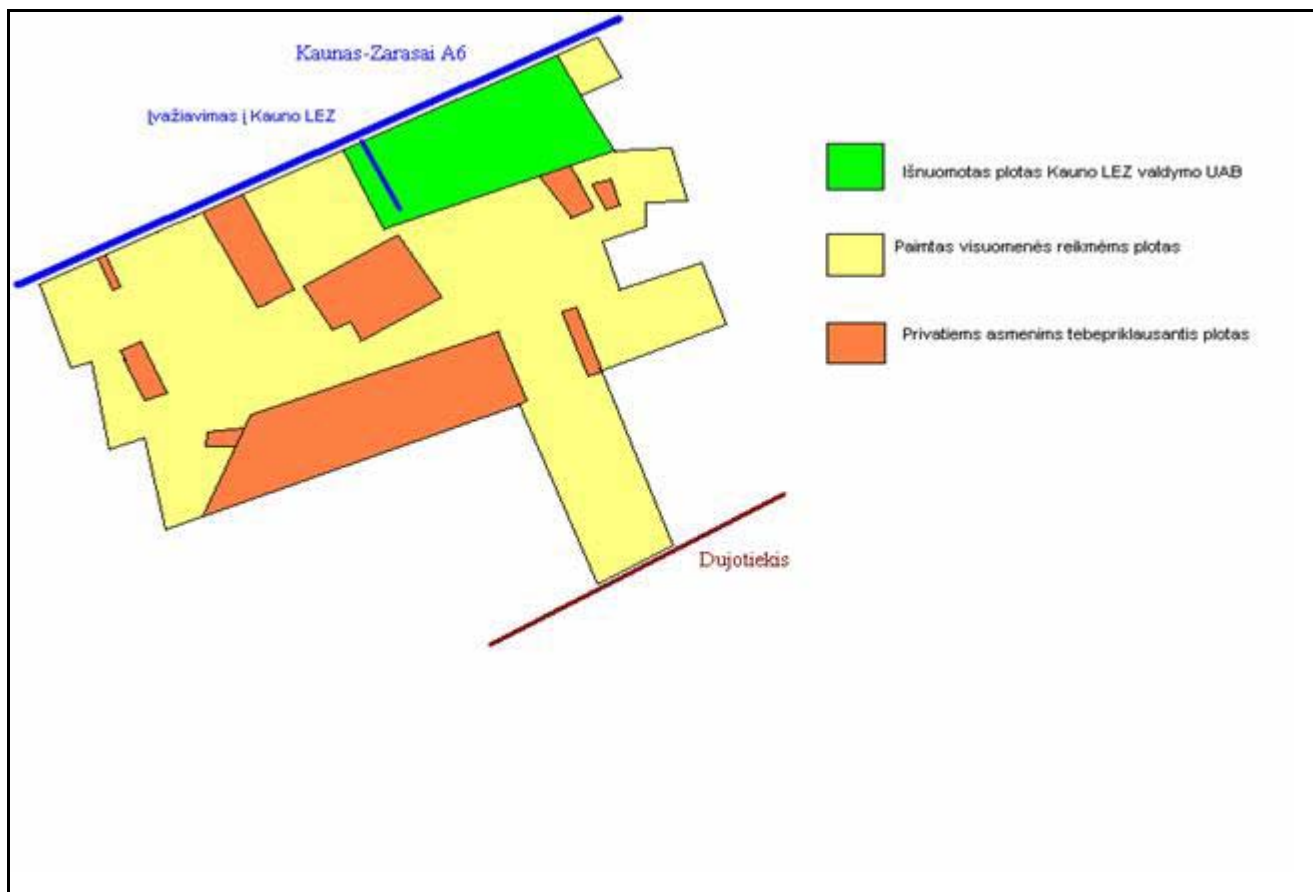 Kaunas-Zarasai A6
Įvažiavimas į Kauno LEZ
Išnuomotas plotas Kauno LEZ valdymo UAB
Paimtas visuomenės reikmėms plotas
Privatiems asmenims tebepriklausantis plotas
Dujotiekis